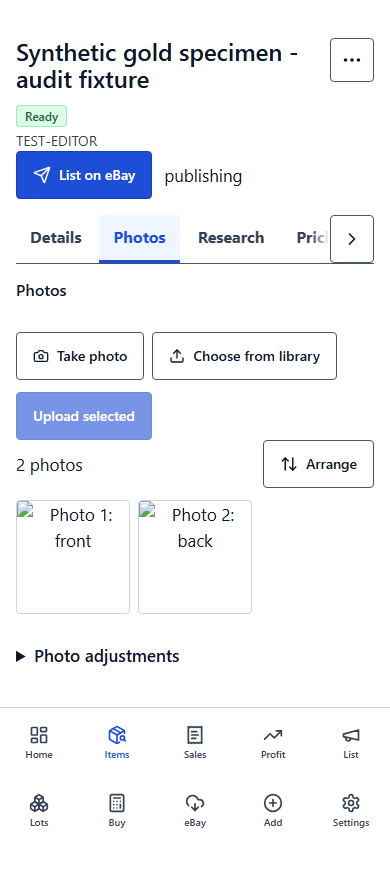 Synthetic gold specimen -
audit fixture
Ready
TEST-EDITOR
List on eBay
publishing
Details
Photos
Research
Prici
Photos
Take photo
Choose from library
Upload selected
2 photos
Arrange
Photo 1:
front
Photo 2:
back
Photo adjustments
Home
Items
Sales
Profit
List
Lots
Buy
eBay
Add
Settings